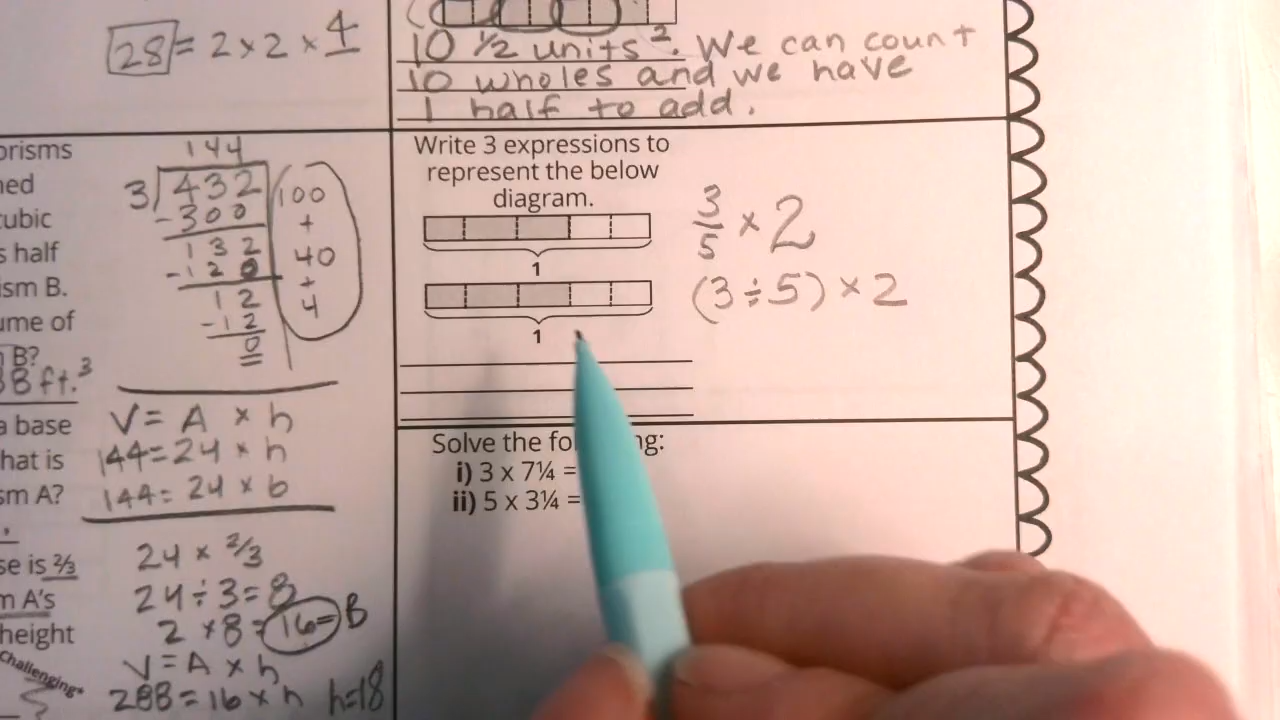 28 = 2 x 2 x 4
10 ½ units². We can count
10 wholes and we have
1 half to add.
orisms
ned
cubic
s half
ism B.
ume of
B?
8 ft.³
a base
hat is
sm A?
se is ⅔
m A's
height
Challenging*
144
3)432
-300
132
-120
12
-12
0
100
+
40
+
4
V = A x h
144 = 24 x h
144 = 24 x 6
24 x 2/3
24 ÷ 3 = 8
2 x 8 = 16 = B
V = A x h
288 = 16 x h h=18
Write 3 expressions to
represent the below
diagram.
1
1
3/5 x 2
(3 ÷ 5) x 2
Solve the
i) 3 x 7¼ =
ii) 5 x 3¼ =